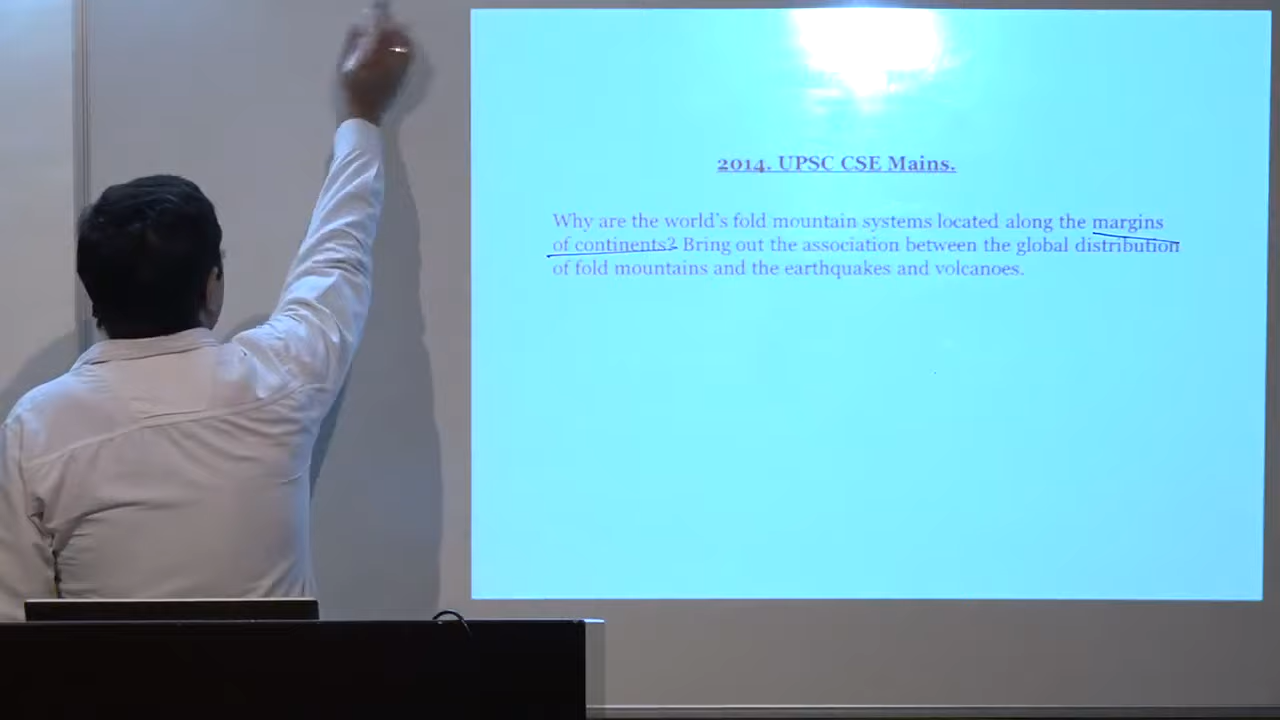 2014. UPSC CSE Mains.
Why are the world's fold mountain systems located along the margins
of continents? Bring out the association between the global distribution
of fold mountains and the earthquakes and volcanoes.